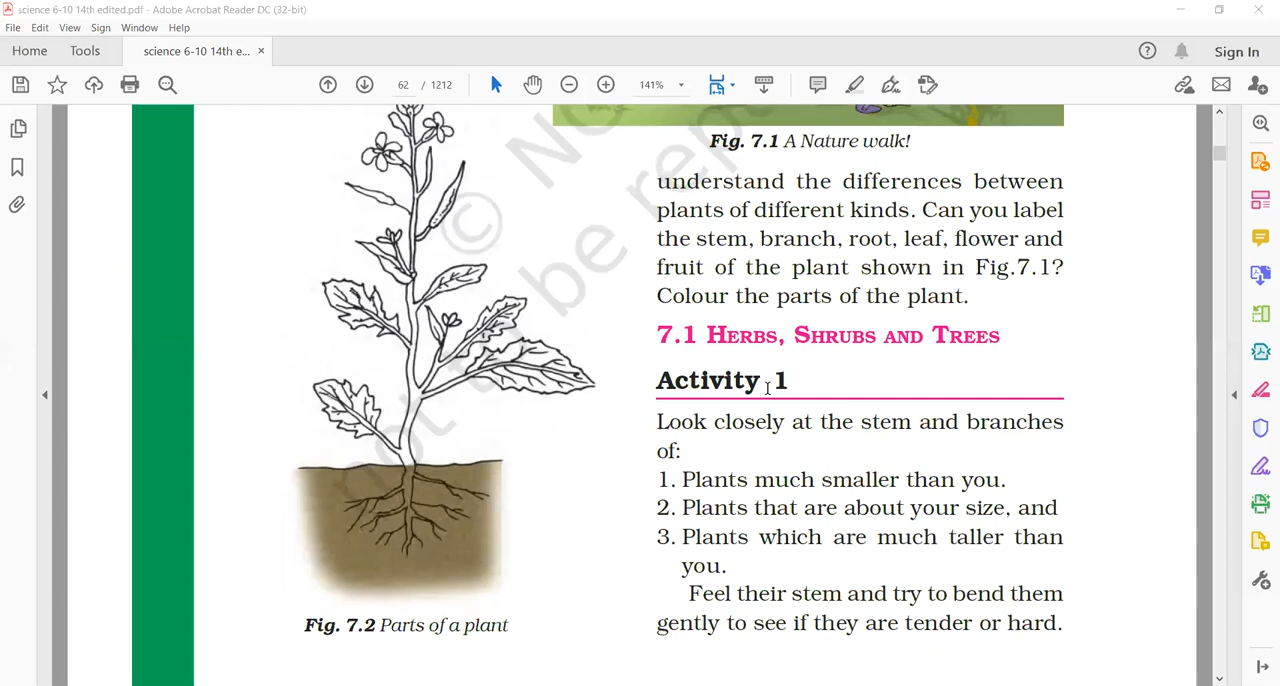 science 6-10 14th edited.pdf - Adobe Acrobat Reader DC (32-bit)
File Edit View Sign Window Help
Home Tools science 6-10 14th e... × Sign In
62 / 1212 141%
Fig. 7.1 A Nature walk!
understand the differences between
plants of different kinds. Can you label
the stem, branch, root, leaf, flower and
fruit of the plant shown in Fig.7.1?
Colour the parts of the plant.
7.1 Herbs, Shrubs and Trees
Activity 1
Look closely at the stem and branches
of:
1. Plants much smaller than you.
2. Plants that are about your size, and
3. Plants which are much taller than
you.
Feel their stem and try to bend them
gently to see if they are tender or hard.
Fig. 7.2 Parts of a plant
© NC
not
be rep